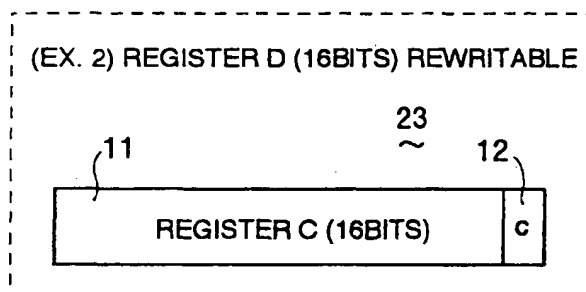 (EX. 2) REGISTER D (16BITS) REWRITABLE
23
11
12
REGISTER C (16BITS)
C